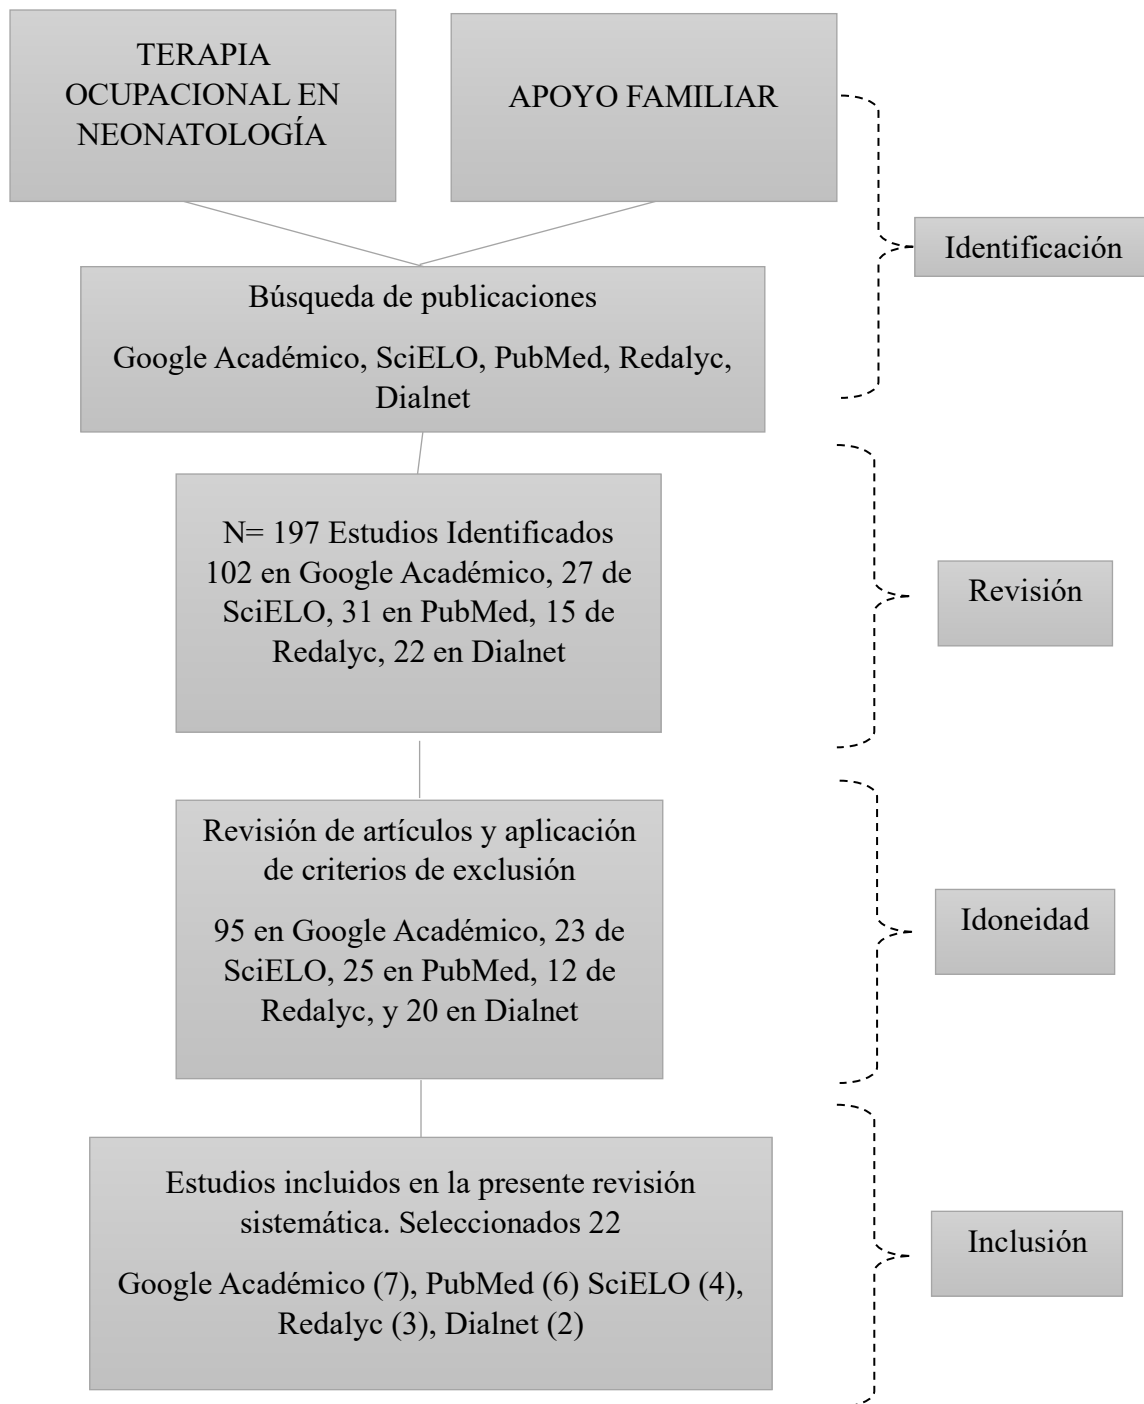 TERAPIA
OCUPACIONAL EN
NEONATOLOGÍA
APOYO FAMILIAR
Identificación
Búsqueda de publicaciones
Google Académico, SciELO, PubMed, Redalyc,
Dialnet
N= 197 Estudios Identificados
102 en Google Académico, 27 de
SciELO, 31 en PubMed, 15 de
Redalyc, 22 en Dialnet
Revisión
Revisión de artículos y aplicación
de criterios de exclusión
95 en Google Académico, 23 de
SciELO, 25 en PubMed, 12 de
Redalyc, y 20 en Dialnet
Idoneidad
Estudios incluidos en la presente revisión
sistemática. Seleccionados 22
Google Académico (7), PubMed (6) SciELO (4),
Redalyc (3), Dialnet (2)
Inclusión